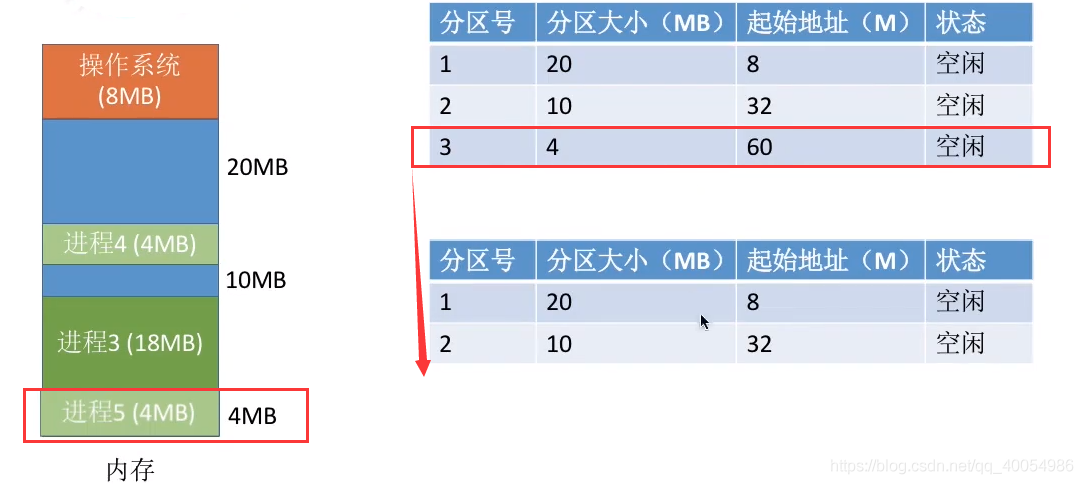 操作系统
(8MB)
20MB
进程4 (4MB)
10MB
进程3 (18MB)
进程5 (4MB)
4MB
内存
分区号 分区大小（MB） 起始地址（M） 状态
1 20 8 空闲
2 10 32 空闲
3 4 60 空闲
分区号 分区大小（MB） 起始地址（M） 状态
1 20 8 空闲
2 10 32 空闲
https://blog.csdn.net/qq_40054986